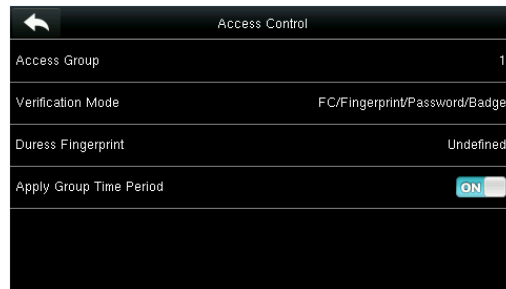 Access Control
Access Group 1
Verification Mode FC/Fingerprint/Password/Badge
Duress Fingerprint Undefined
Apply Group Time Period ON